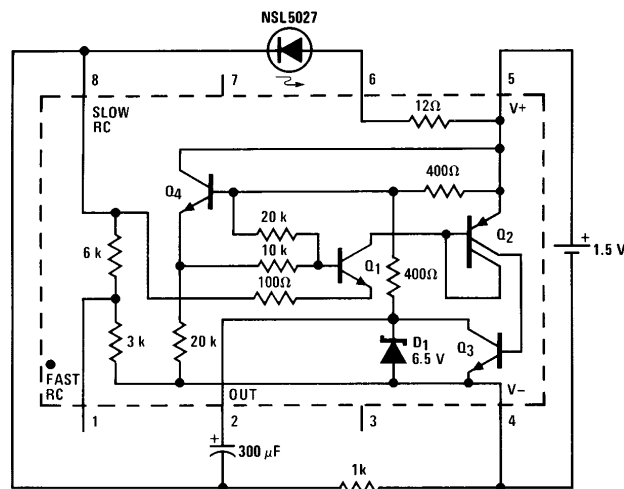 NSL5027
8
7
6
5
SLOW
RC
12Ω
V+
400Ω
Q4
20 k
Q2
+
1.5 V
6 k
10 k
Q1
400Ω
100Ω
3 k
20 k
D1
6.5 V
Q3
FAST
RC
OUT
V−
1
2
3
4
+
300 μF
1k